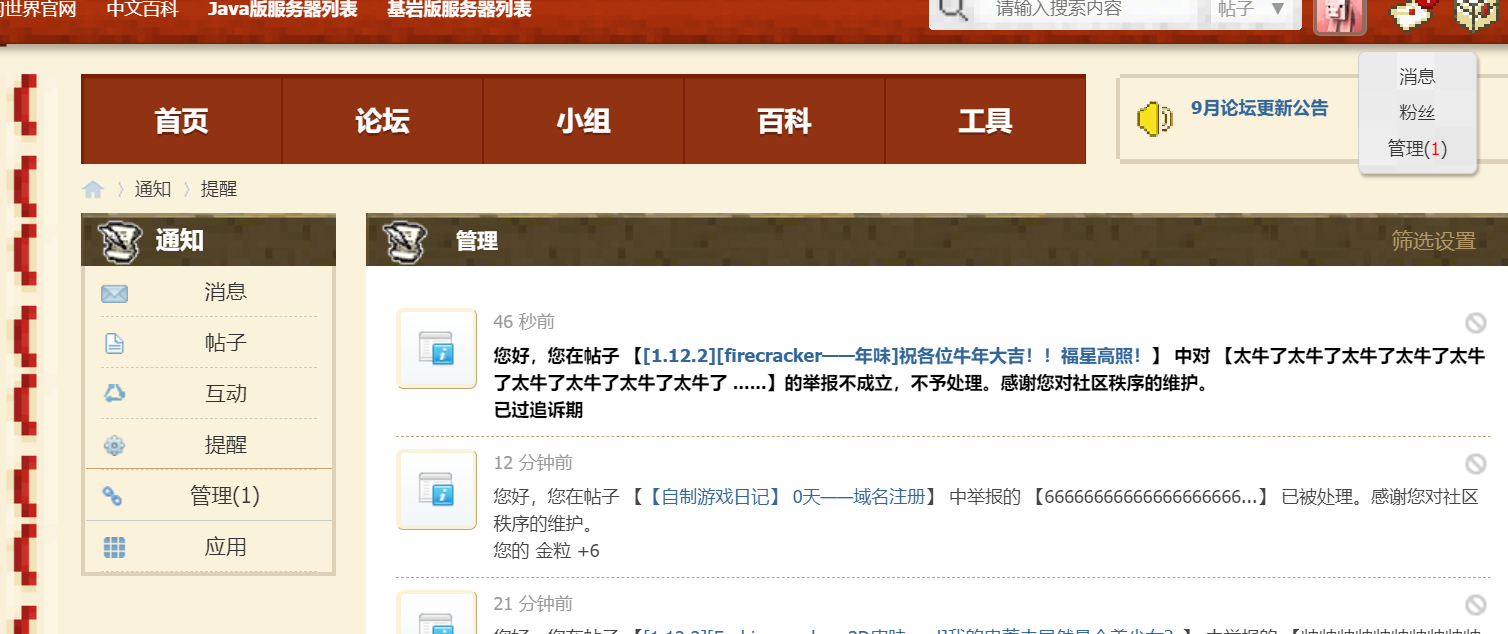 的世界官网 中文百科 Java版服务器列表 基岩版服务器列表 请输入搜索内容 帖子 ▼
消息
粉丝
管理(1)
首页 论坛 小组 百科 工具
9月论坛更新公告
通知 提醒
通知
消息
帖子
互动
提醒
管理(1)
应用
管理 筛选设置
46 秒前
您好，您在帖子 【[1.12.2][firecracker——年味]祝各位牛年大吉！！福星高照！】 中对 【太牛了太牛了太牛了太牛了太牛
了太牛了太牛了太牛了太牛了 ......】的举报不成立，不予处理。感谢您对社区秩序的维护。
已过追诉期
12 分钟前
您好，您在帖子 【【自制游戏日记】 0天——域名注册】 中举报的 【66666666666666666666...】 已被处理。感谢您对社区
秩序的维护。
您的 金粒 +6
21 分钟前